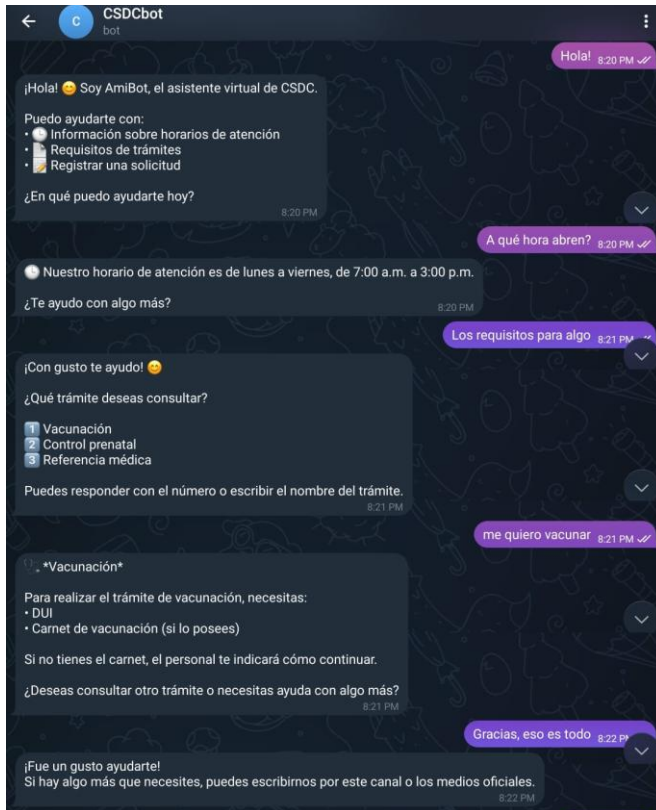 CSDCbot
C
bot
Hola! 8:20 PM
¡Hola! 😊 Soy AmiBot, el asistente virtual de CSDC.
Puedo ayudarte con:
• 🕒 Información sobre horarios de atención
• 📄 Requisitos de trámites
• 📝 Registrar una solicitud
¿En qué puedo ayudarte hoy?
8:20 PM
A qué hora abren? 8:20 PM
🕒 Nuestro horario de atención es de lunes a viernes, de 7:00 a.m. a 3:00 p.m.
¿Te ayudo con algo más?
8:20 PM
Los requisitos para algo 8:21 PM
¡Con gusto te ayudo! 😊
¿Qué trámite deseas consultar?
1️⃣ Vacunación
2️⃣ Control prenatal
3️⃣ Referencia médica
Puedes responder con el número o escribir el nombre del trámite.
8:21 PM
me quiero vacunar 8:21 PM
*Vacunación*
Para realizar el trámite de vacunación, necesitas:
• DUI
• Carnet de vacunación (si lo posees)
Si no tienes el carnet, el personal te indicará cómo continuar.
¿Deseas consultar otro trámite o necesitas ayuda con algo más?
8:21 PM
Gracias, eso es todo 8:22 PM
¡Fue un gusto ayudarte!
Si hay algo más que necesites, puedes escribirnos por este canal o los medios oficiales.
8:22 PM